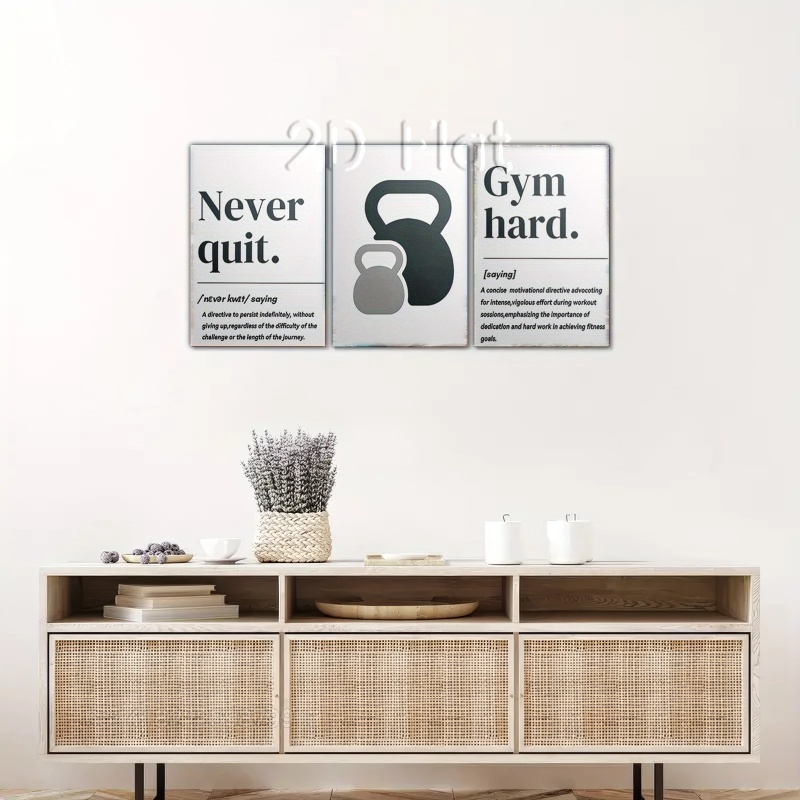 2D Flat
Never
quit.
/nɛvər kwɪt/ saying
A directive to persist indefinitely, without
giving up,regardless of the difficulty of the
challenge or the length of the journey.
Gym
hard.
[saying]
A concise motivationol directive advocoting
for intense,vigolous effort during workout
sossions,emphasizing the importance of
dedication and hard work in achieving fitness
goals.